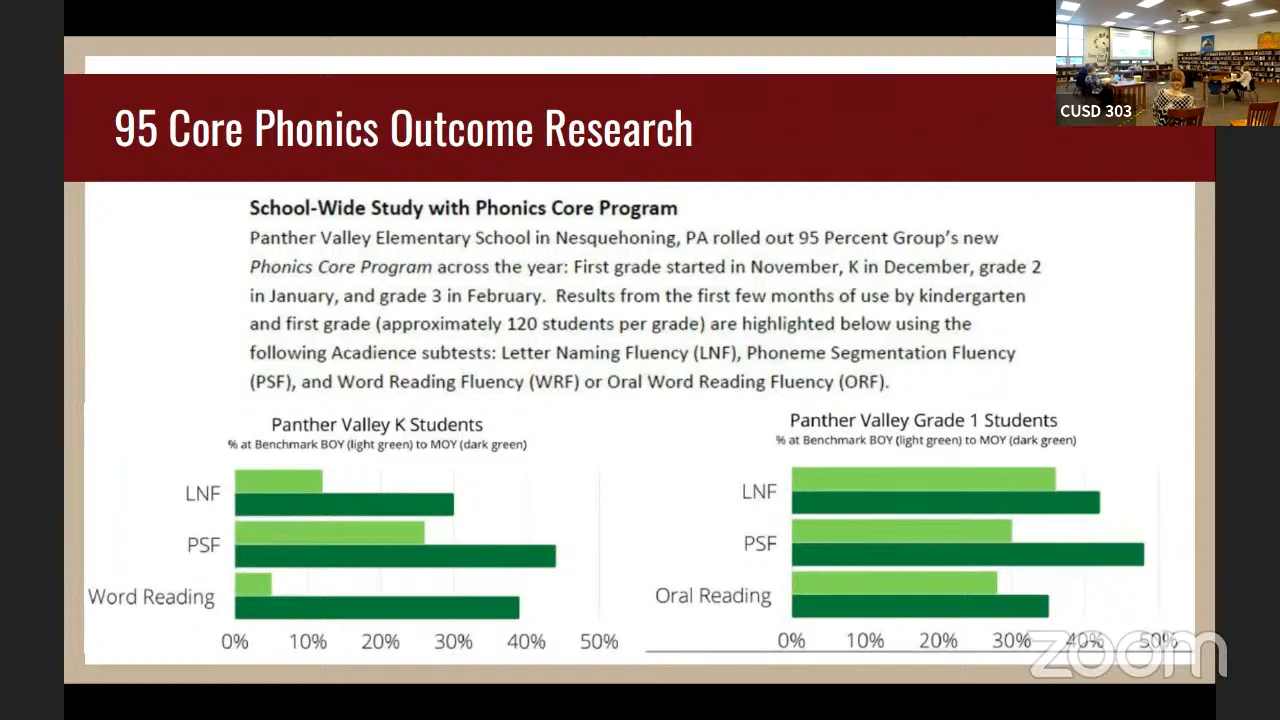 95 Core Phonics Outcome Research
CUSD 303
School-Wide Study with Phonics Core Program
Panther Valley Elementary School in Nesquehoning, PA rolled out 95 Percent Group's new
Phonics Core Program across the year: First grade started in November, K in December, grade 2
in January, and grade 3 in February.  Results from the first few months of use by kindergarten
and first grade (approximately 120 students per grade) are highlighted below using the
following Acadience subtests: Letter Naming Fluency (LNF), Phoneme Segmentation Fluency
(PSF), and Word Reading Fluency (WRF) or Oral Word Reading Fluency (ORF).
Panther Valley K Students
% at Benchmark BOY (light green) to MOY (dark green)
LNF
PSF
Word Reading
0% 10% 20% 30% 40% 50%
Panther Valley Grade 1 Students
% at Benchmark BOY (light green) to MOY (dark green)
LNF
PSF
Oral Reading
0% 10% 20% 30% 40% 50%
zoom